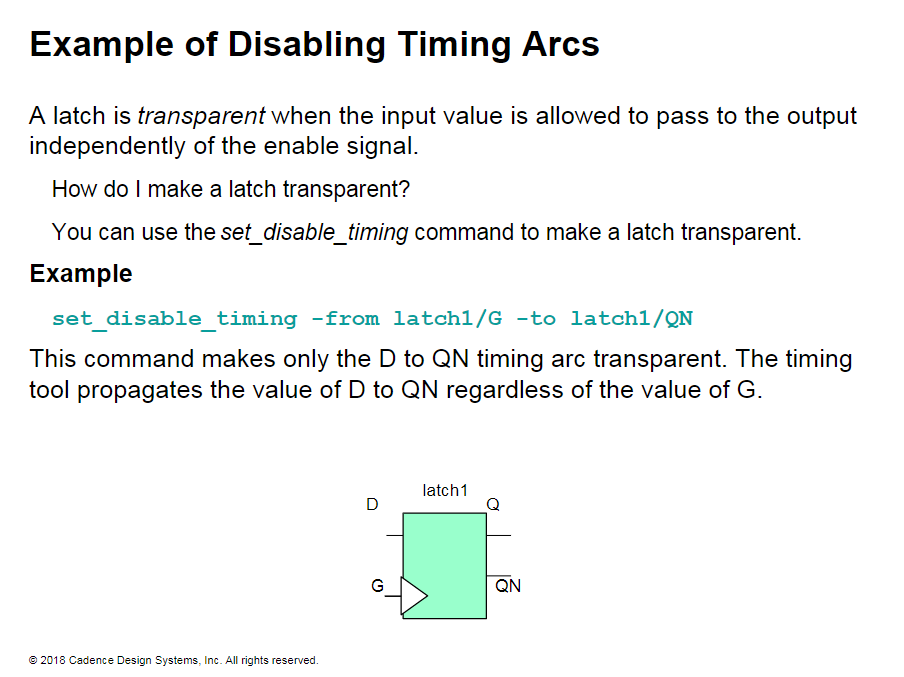 Example of Disabling Timing Arcs
A latch is transparent when the input value is allowed to pass to the output
independently of the enable signal.
How do I make a latch transparent?
You can use the set_disable_timing command to make a latch transparent.
Example
set_disable_timing -from latch1/G -to latch1/QN
This command makes only the D to QN timing arc transparent. The timing
tool propagates the value of D to QN regardless of the value of G.
latch1
D
Q
G
QN
© 2018 Cadence Design Systems, Inc. All rights reserved.